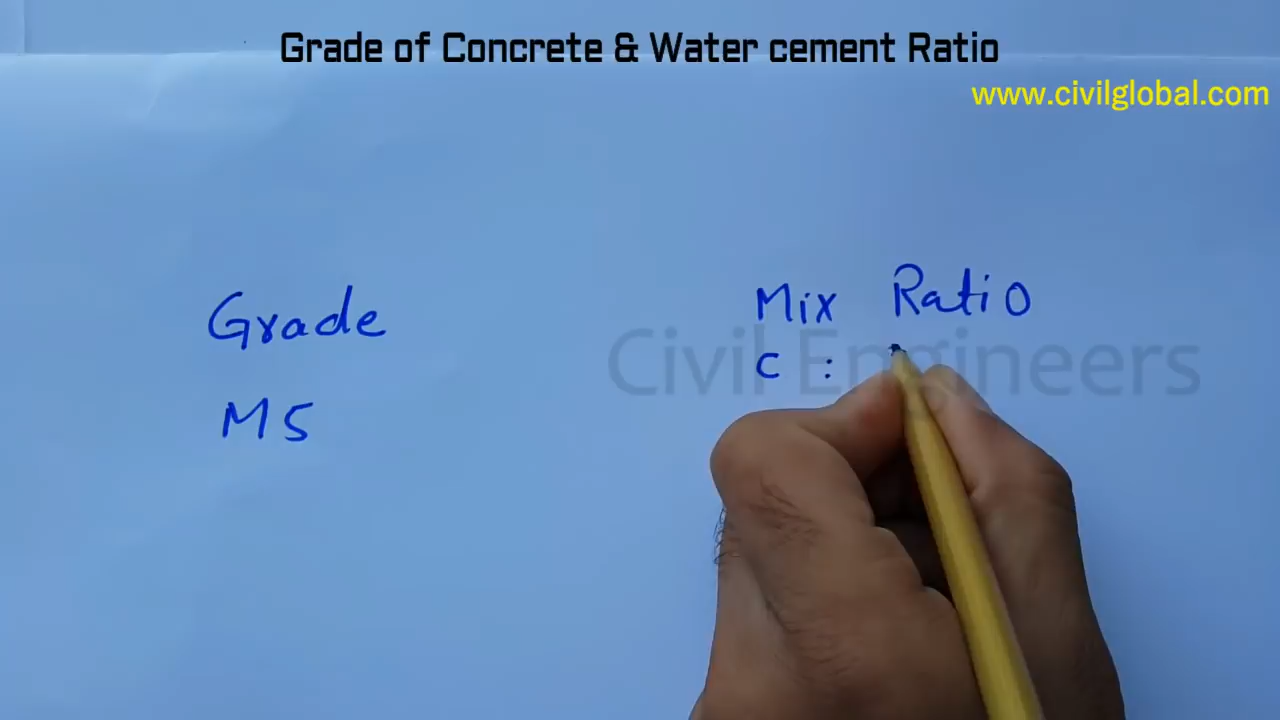 Grade of Concrete & Water cement Ratio
www.civilglobal.com
Grade
Mix Ratio
Civil Engineers
C :
M5